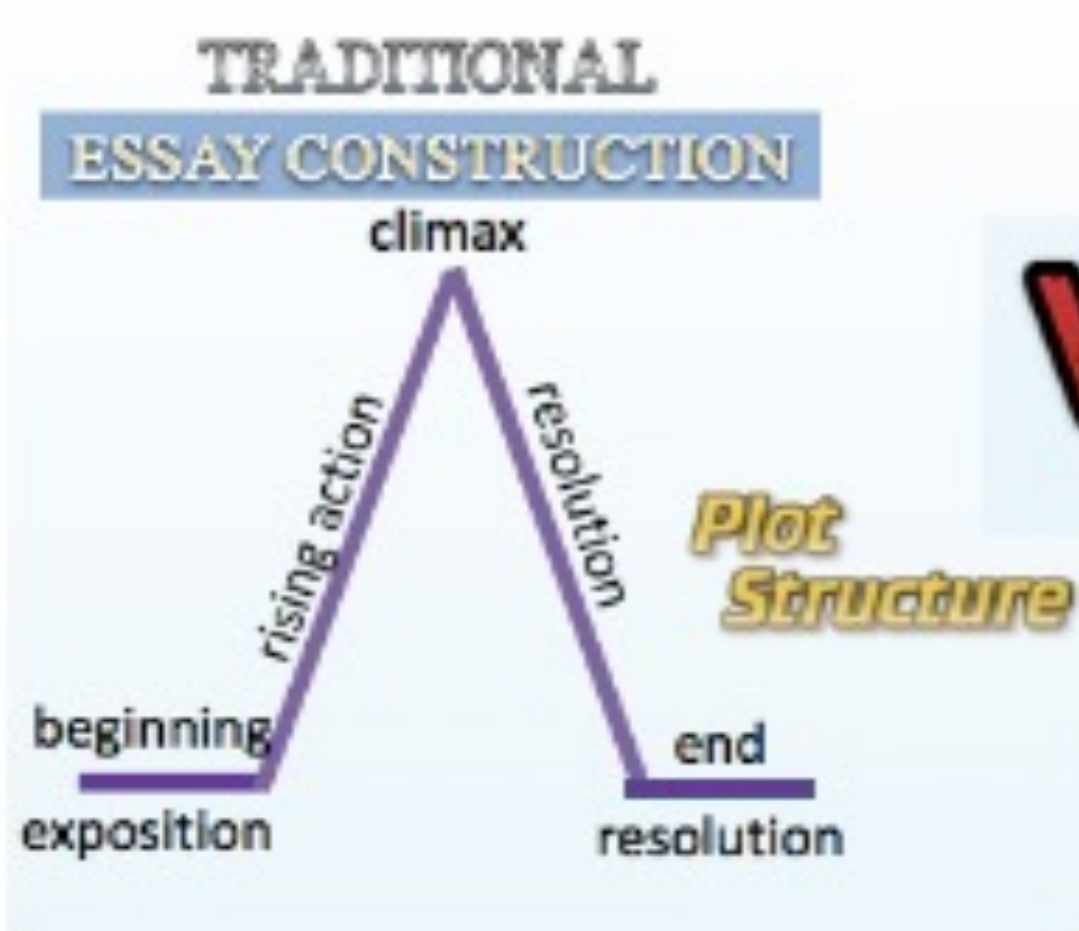 TRADITIONAL
ESSAY CONSTRUCTION
climax
rising action
resolution
Plot
Structure
beginning
exposition
end
resolution